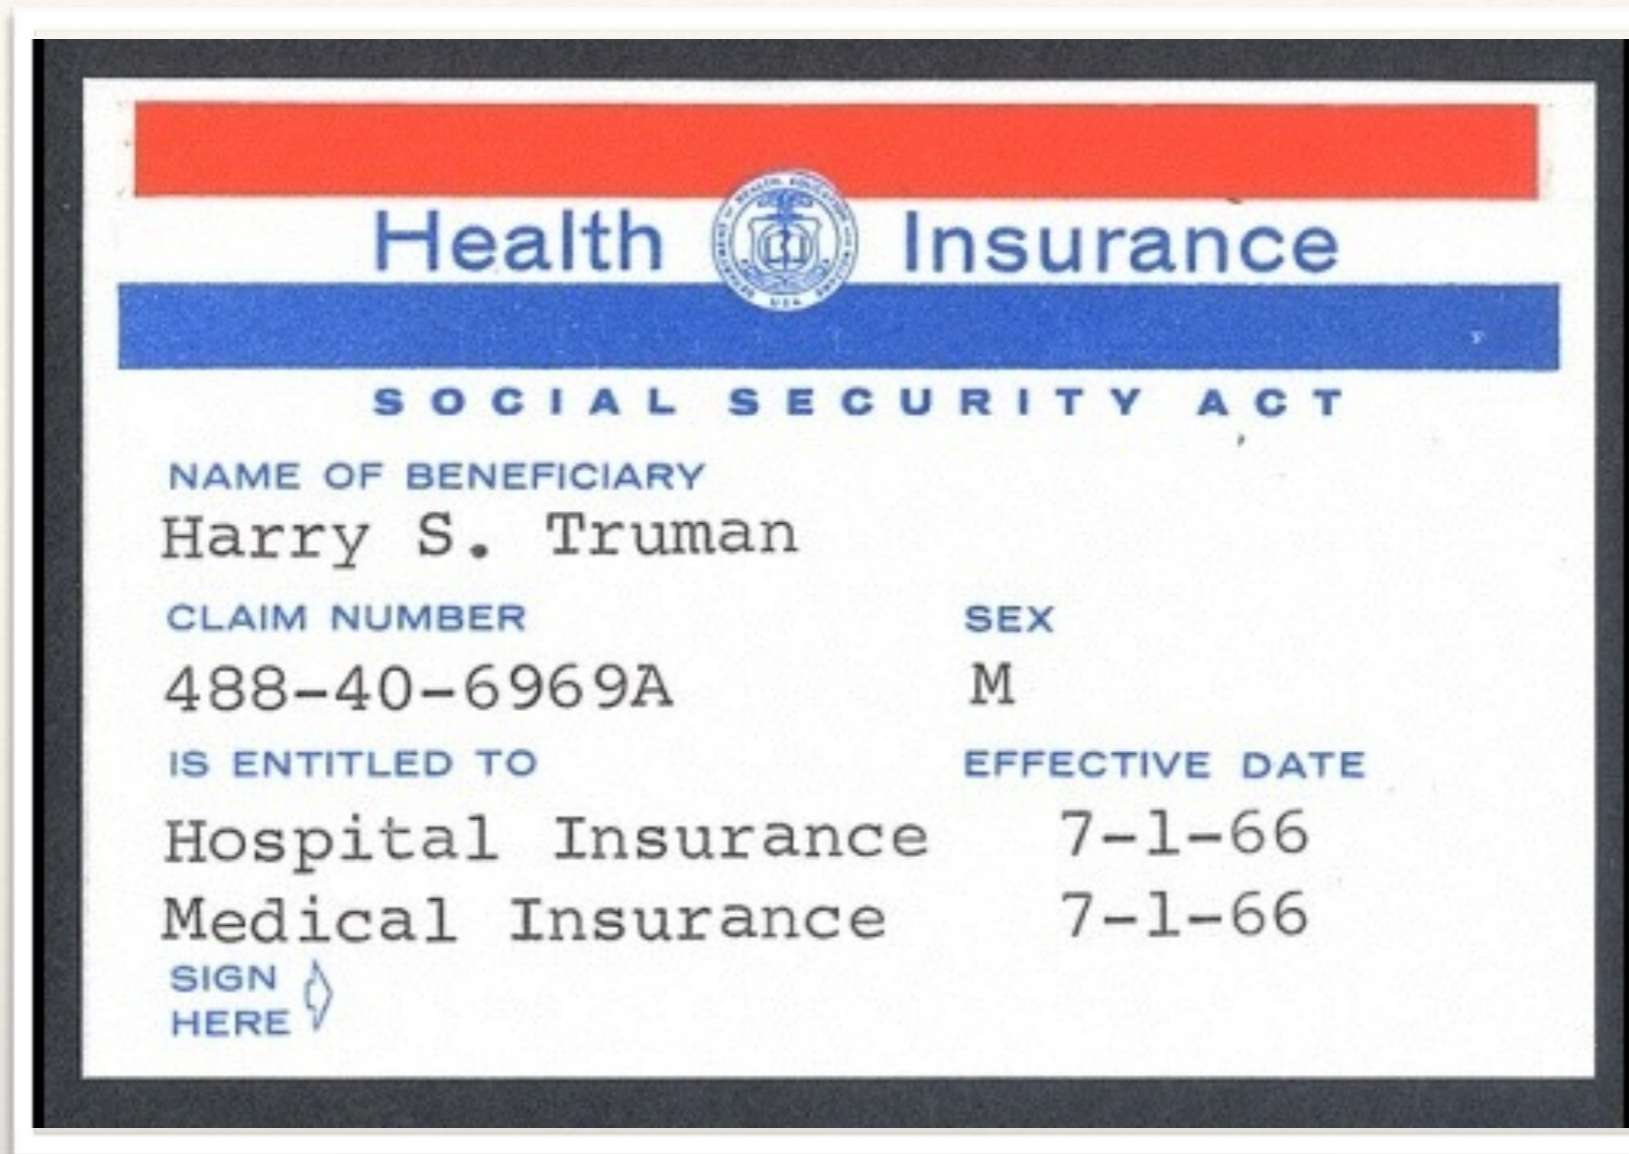 Health Insurance
SOCIAL SECURITY ACT
NAME OF BENEFICIARY
Harry S. Truman
CLAIM NUMBER SEX
488-40-6969A M
IS ENTITLED TO EFFECTIVE DATE
Hospital Insurance 7-1-66
Medical Insurance 7-1-66
SIGN
HERE